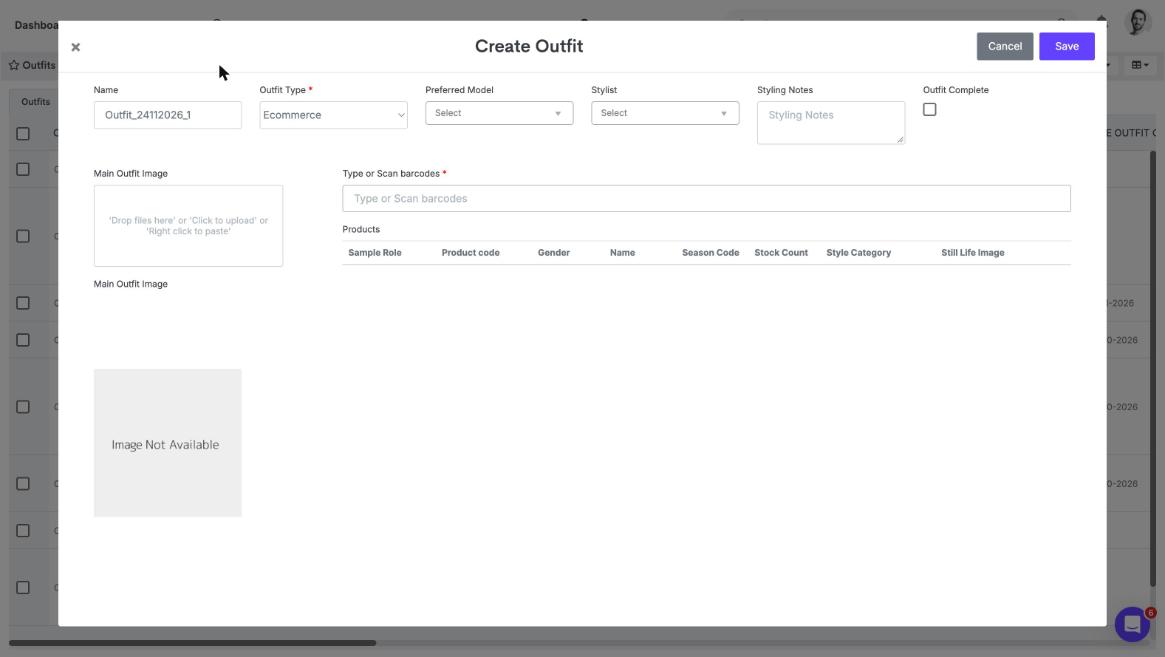 Dashboa
×
Create Outfit
Cancel
Save
Outfits
Name
Outfit Type *
Preferred Model
Stylist
Styling Notes
Outfit Complete
Outfits
Outfit_24112026_1
Ecommerce
Select
Select
Styling Notes
E OUTFIT C
Main Outfit Image
Type or Scan barcodes *
'Drop files here' or 'Click to upload' or
'Right click to paste'
Type or Scan barcodes
Products
Sample Role
Product code
Gender
Name
Season Code
Stock Count
Style Category
Still Life Image
Main Outfit Image
-2026
0-2026
0-2026
Image Not Available
0-2026
6